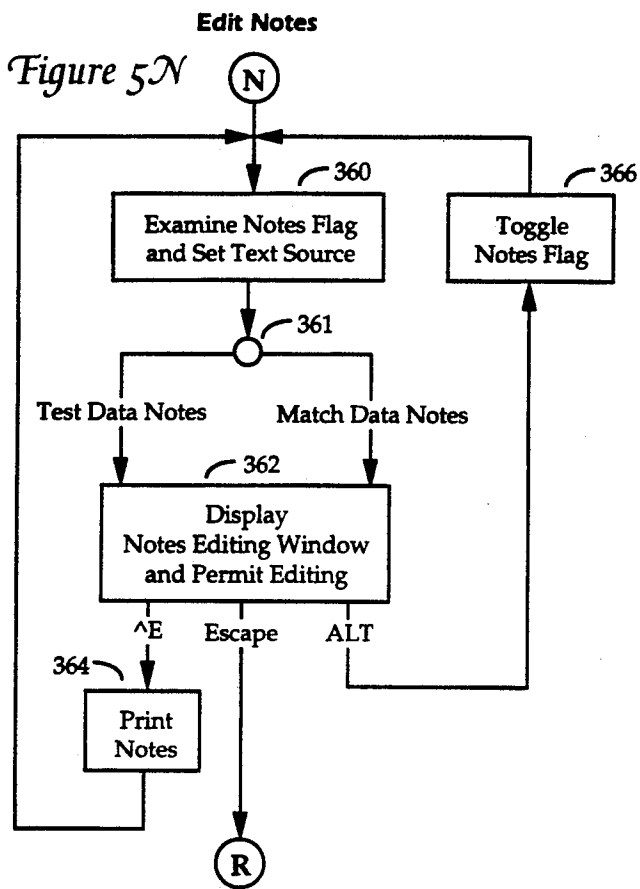 Edit Notes
Figure 5N
N
360
366
Examine Notes Flag
and Set Text Source
Toggle
Notes Flag
361
Test Data Notes
Match Data Notes
362
Display
Notes Editing Window
and Permit Editing
^E
Escape
ALT
364
Print
Notes
R